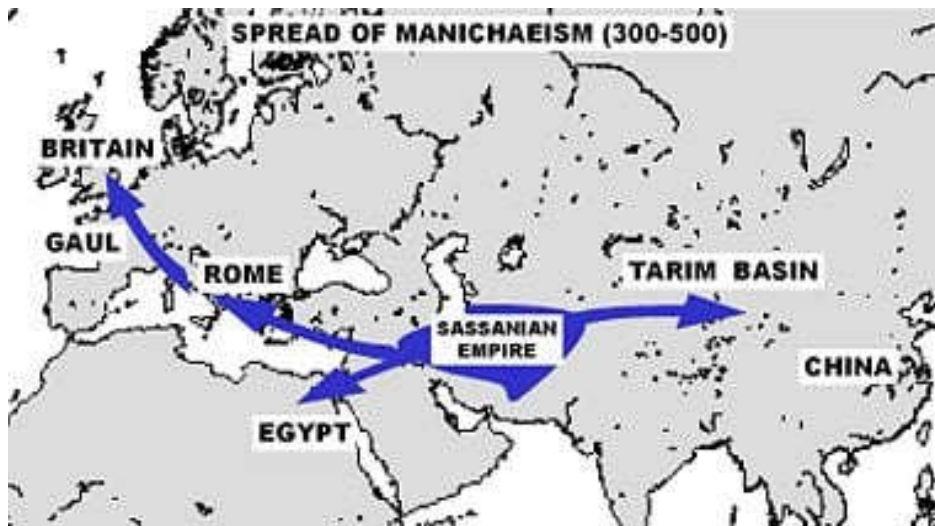 SPREAD OF MANICHAEISM (300-500)
BRITAIN
GAUL
ROME
TARIM BASIN
SASSANIAN
EMPIRE
CHINA
EGYPT